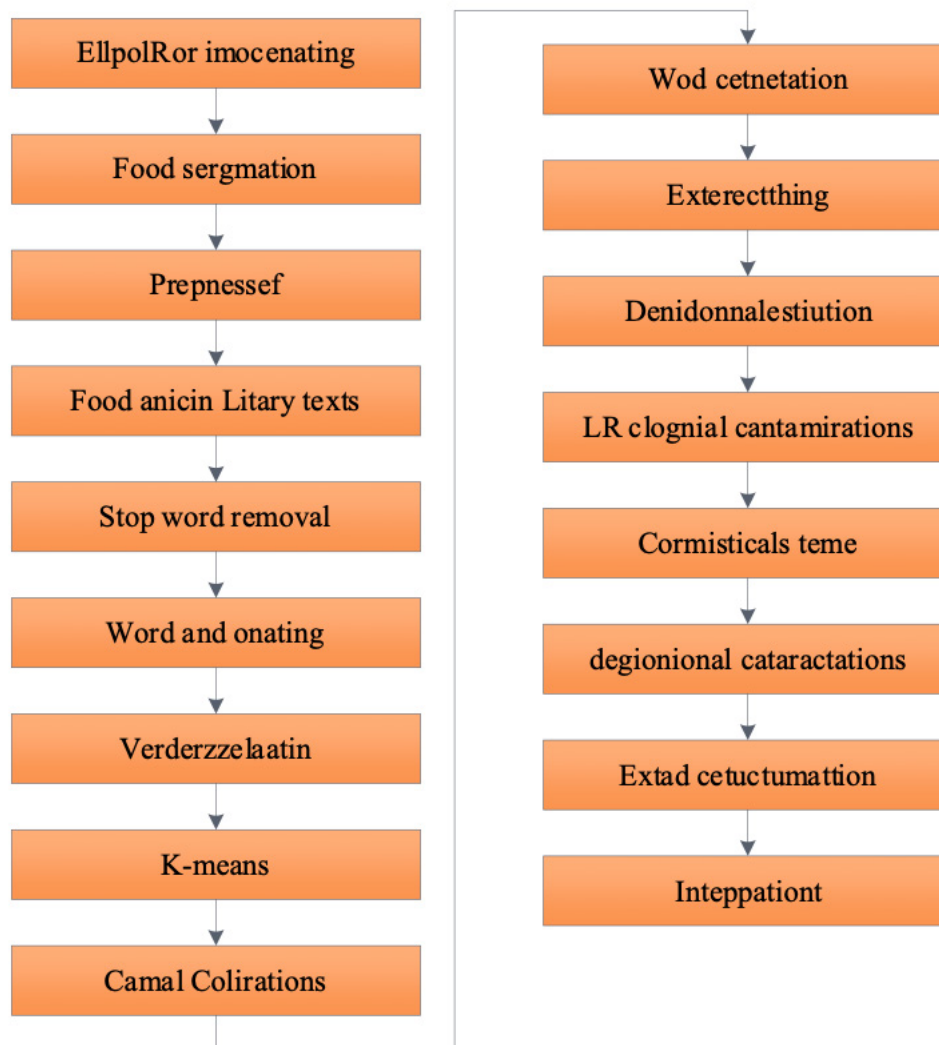 EllpolRor imocenating
Food sergmation
Prepnessef
Food anicin Litary texts
Stop word removal
Word and onating
Verderzzelaatin
K-means
Camal Colirations
Wod cetnetation
Exterectthing
Denidonnalestiution
LR clognial cantamirations
Cormisticals teme
degionional cataractations
Extad cetuctumattion
Inteppationt